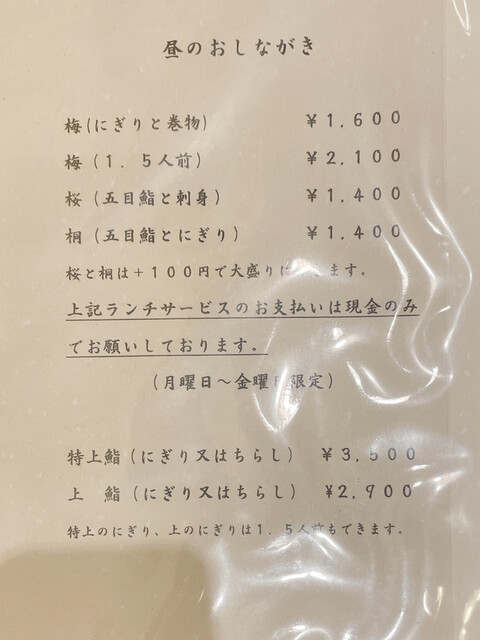 昼のおしながき
梅(にぎりと巻物) ¥1,600
梅(1.5人前) ¥2,100
桜(五目鮨と刺身) ¥1,400
桐(五目鮨とにぎり) ¥1,400
桜と桐は+100円で大盛りに きます。
上記ランチサービスのお支払いは現金のみ
でお願いしております。
(月曜日~金曜日限定)
特上鮨(にぎり又はちらし) ¥3,500
上 鮨(にぎり又はちらし) ¥2,900
特上のにぎり、上のにぎりは1.5人前もできます。